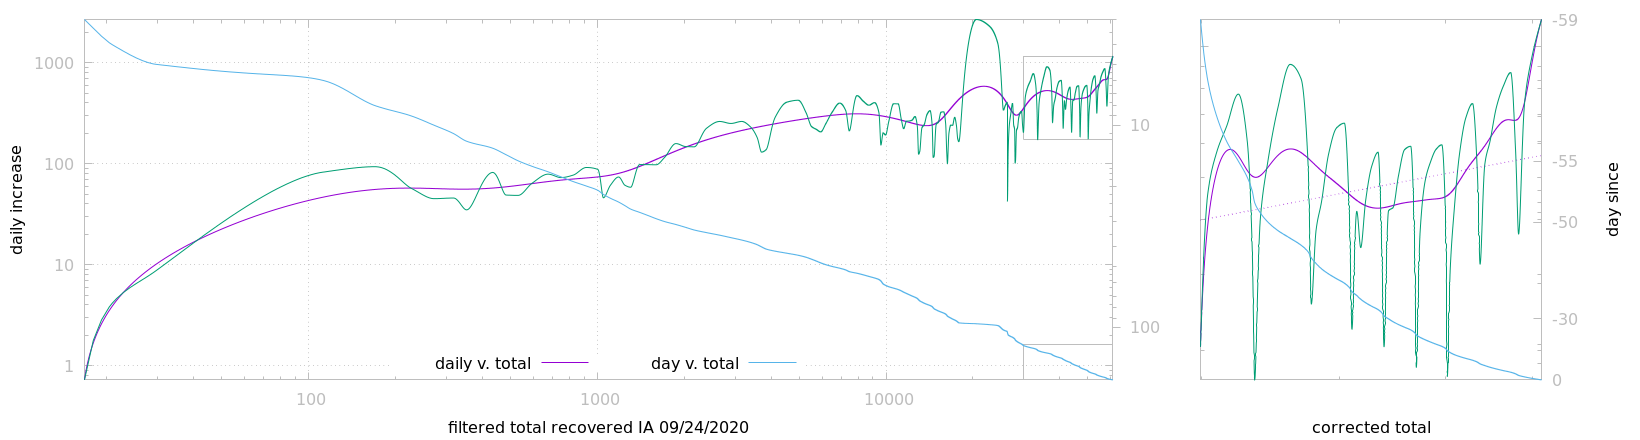 1000
100
10
1
daily increase
daily v. total
day v. total
100
1000
10000
filtered total recovered IA 09/24/2020
10
100
-59
-55
-50
-30
0
day since
corrected total